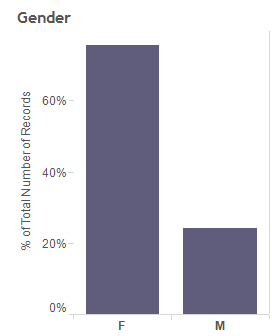 Gender
% of Total Number of Records
60%
40%
20%
0%
F
M